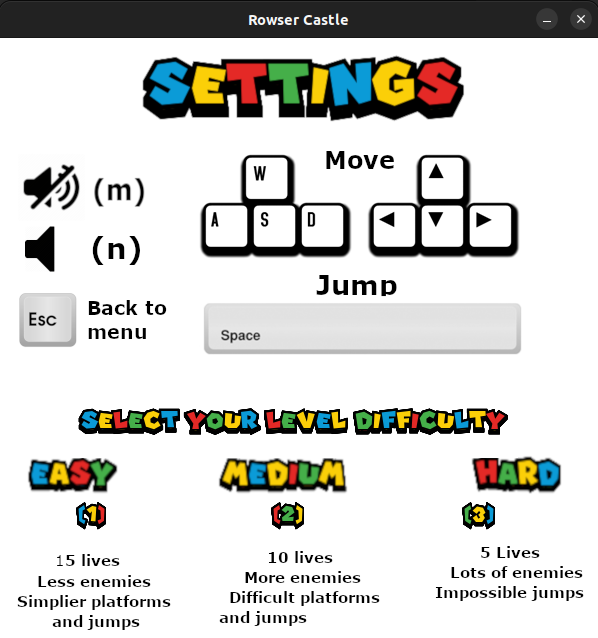 Rowser Castle
SETTINGS
Move
(m)
W
A S D
(n)
Jump
Esc
Back to
menu
Space
SELECT YOUR LEVEL DIFFICULTY
EASY
(1)
15 lives
Less enemies
Simplier platforms
and jumps
MEDIUM
(2)
10 lives
More enemies
Difficult platforms
and jumps
HARD
(3)
5 Lives
Lots of enemies
Impossible jumps